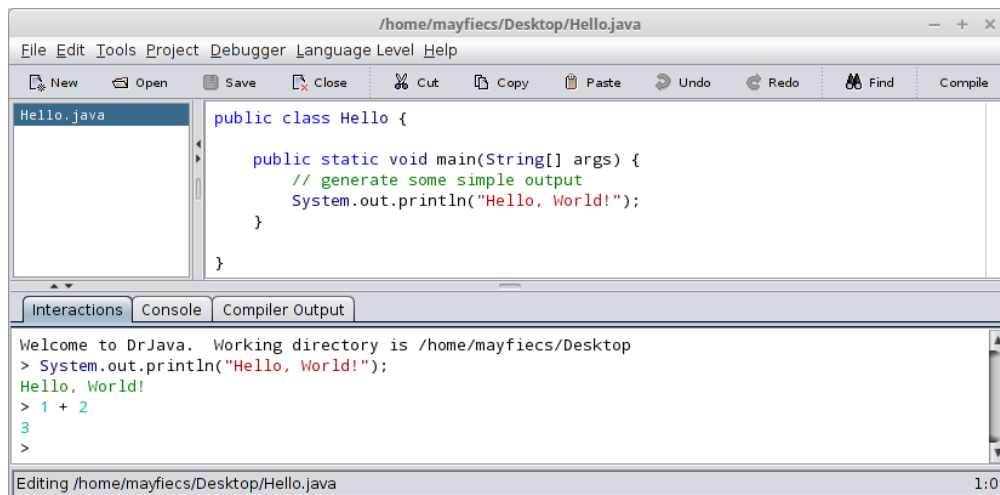 /home/mayfiecs/Desktop/Hello.java
File Edit Tools Project Debugger Language Level Help
New Open Save Close Cut Copy Paste Undo Redo Find Compile
Hello.java
public class Hello {
public static void main(String[] args) {
// generate some simple output
System.out.println("Hello, World!");
}
}
Interactions Console Compiler Output
Welcome to DrJava.  Working directory is /home/mayfiecs/Desktop
> System.out.println("Hello, World!");
Hello, World!
> 1 + 2
3
>
Editing /home/mayfiecs/Desktop/Hello.java 1:0